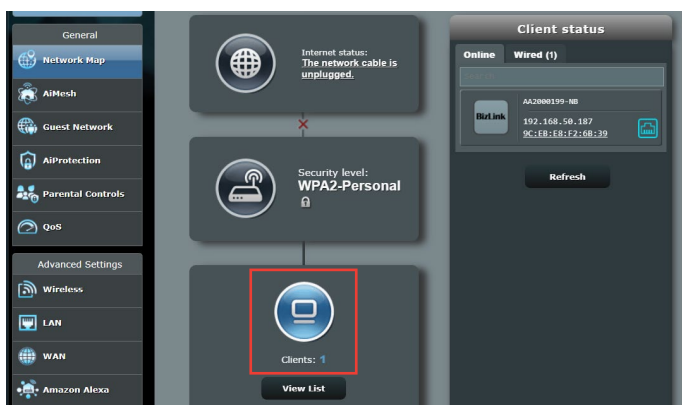 General
Network Map
AiMesh
Guest Network
AiProtection
Parental Controls
QoS
Advanced Settings
Wireless
LAN
WAN
Amazon Alexa
Internet status:
The network cable is
unplugged.
Security level:
WPA2-Personal
Clients: 1
View List
Client status
Online Wired (1)
Search
BizLink
AA2000199-NB
192.168.50.187
9C:EB:E8:F2:6B:39
Refresh